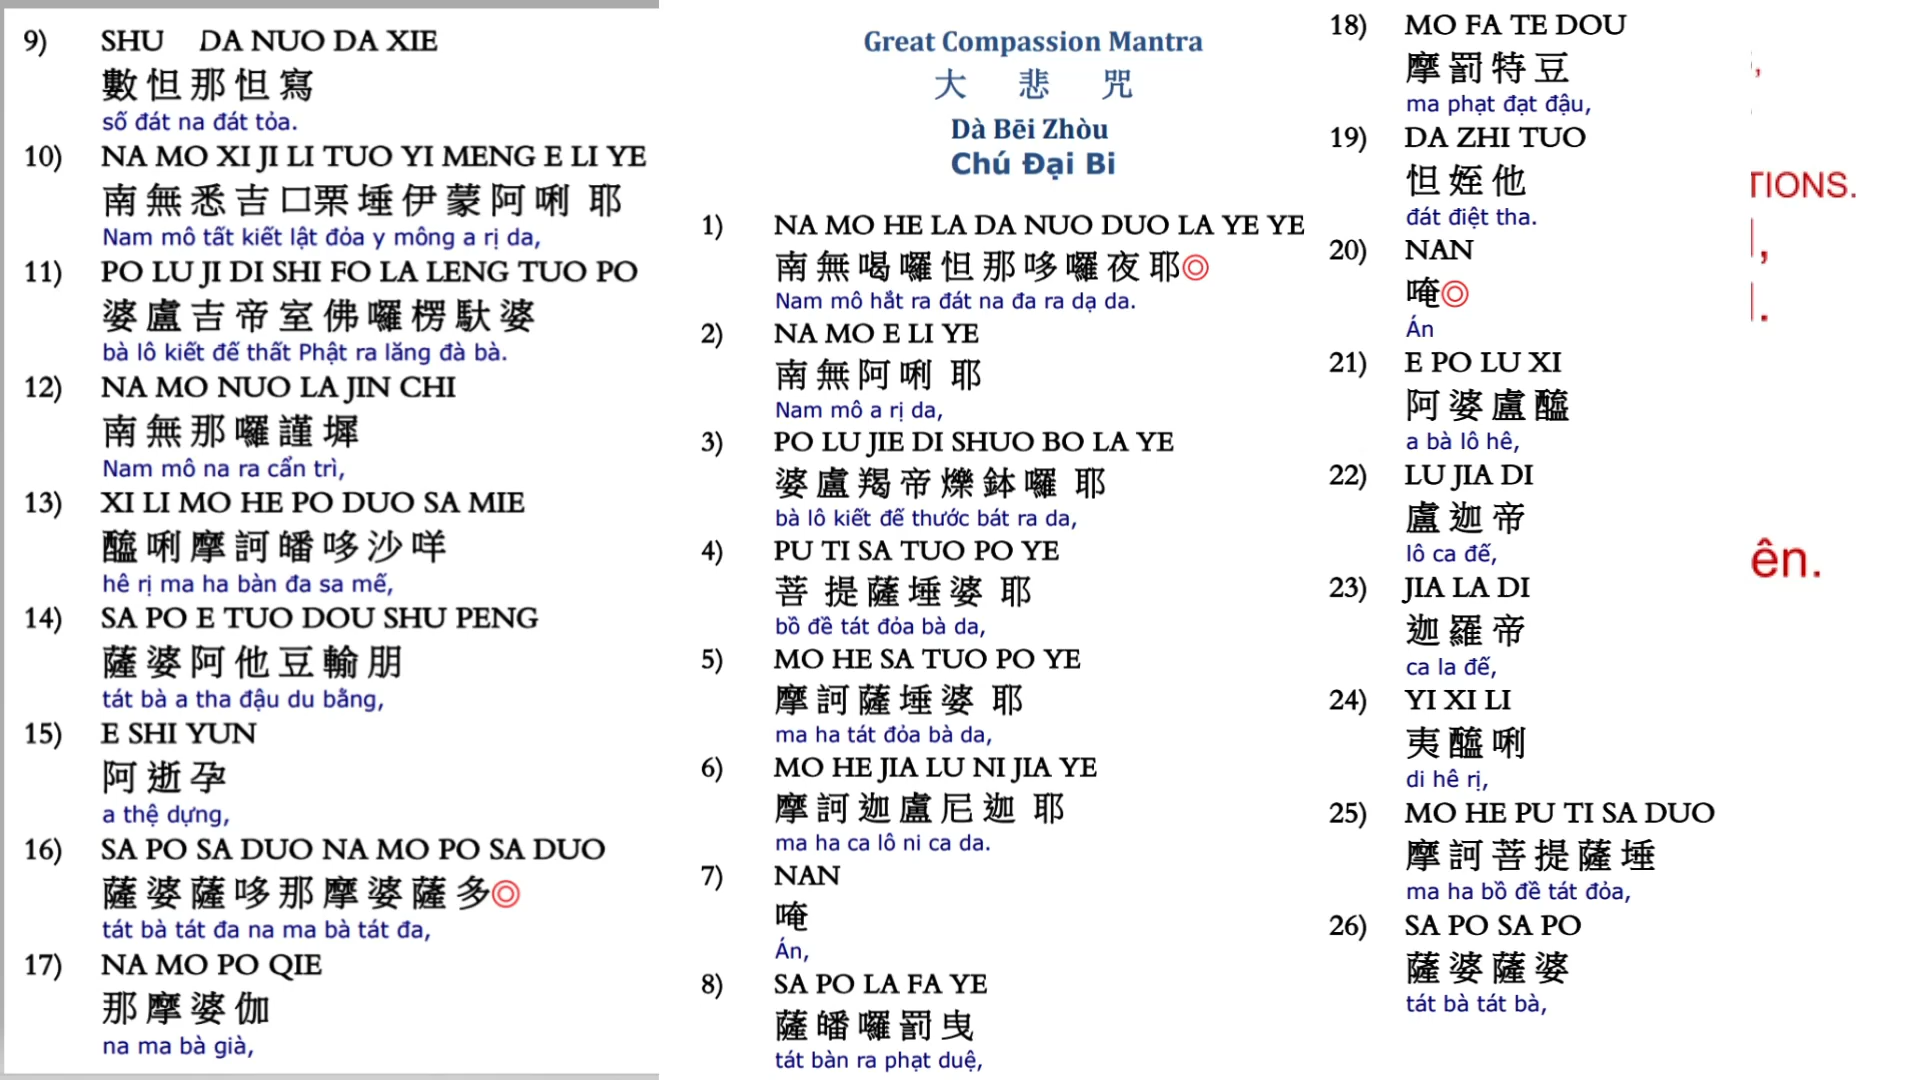 Great Compassion Mantra
大 悲 咒
Dà Bēi Zhòu
Chú Đại Bi
1) NA MO HE LA DA NUO DUO LA YE YE
南 無 喝 囉 怛 那 哆 囉 夜 耶◎
Nam mô hắt ra đát na đa ra dạ da.
2) NA MO E LI YE
南 無 阿 唎 耶
Nam mô a rị da,
3) PO LU JIE DI SHUO BO LA YE
婆 盧 羯 帝 爍 鉢 囉 耶
bà lô kiết đế thước bát ra da,
4) PU TI SA TUO PO YE
菩 提 薩 埵 婆 耶
bồ đề tát đỏa bà da,
5) MO HE SA TUO PO YE
摩 訶 薩 埵 婆 耶
ma ha tát đỏa bà da,
6) MO HE JIA LU NI JIA YE
摩 訶 迦 盧 尼 迦 耶
ma ha ca lô ni ca da.
7) NAN
唵
Án,
8) SA PO LA FA YE
薩 皤 囉 罰 曳
tát bàn ra phạt duệ,
9) SHU DA NUO DA XIE
數 怛 那 怛 寫
số đát na đát tỏa.
10) NA MO XI JI LI TUO YI MENG E LI YE
南 無 悉 吉 口栗 埵 伊 蒙 阿 唎 耶
Nam mô tất kiết lật đỏa y mông a rị da,
11) PO LU JI DI SHI FO LA LENG TUO PO
婆 盧 吉 帝 室 佛 囉 楞 馱 婆
bà lô kiết đế thất Phật ra lăng đà bà.
12) NA MO NUO LA JIN CHI
南 無 那 囉 謹 墀
Nam mô na ra cẩn trì,
13) XI LI MO HE PO DUO SA MIE
醯 唎 摩 訶 皤 哆 沙 咩
hê rị ma ha bàn đa sa mế,
14) SA PO E TUO DOU SHU PENG
薩 婆 阿 他 豆 輸 朋
tát bà a tha đậu du bằng,
15) E SHI YUN
阿 逝 孕
a thệ dựng,
16) SA PO SA DUO NA MO PO SA DUO
薩 婆 薩 哆 那 摩 婆 薩 多◎
tát bà tát đa na ma bà tát đa,
17) NA MO PO QIE
那 摩 婆 伽
na ma bà già,
18) MO FA TE DOU
摩 罰 特 豆
ma phạt đạt đậu,
19) DA ZHI TUO
怛 姪 他
đát điệt tha.
20) NAN
唵◎
Án
21) E PO LU XI
阿 婆 盧 醯
a bà lô hê,
22) LU JIA DI
盧 迦 帝
lô ca đế,
23) JIA LA DI
迦 羅 帝
ca la đế,
24) YI XI LI
夷 醯 唎
di hê rị,
25) MO HE PU TI SA DUO
摩 訶 菩 提 薩 埵
ma ha bồ đề tát đỏa,
26) SA PO SA PO
薩 婆 薩 婆
tát bà tát bà,
TIONS.
ên.